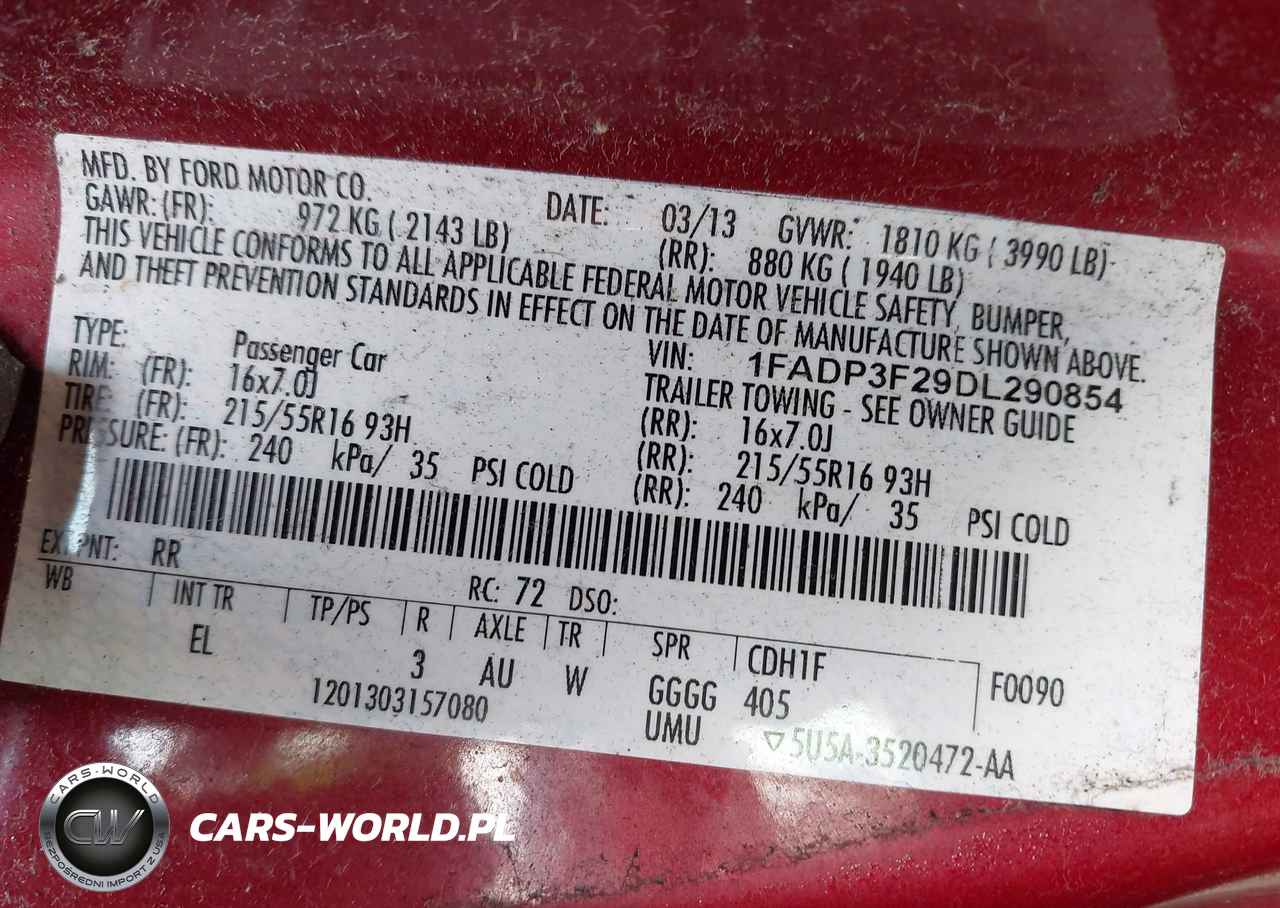 MFD. BY FORD MOTOR CO. DATE: 03/13 GVWR: 1810 KG ( 3990 LB)
GAWR: (FR): 972 KG ( 2143 LB) (RR): 880 KG ( 1940 LB)
THIS VEHICLE CONFORMS TO ALL APPLICABLE FEDERAL MOTOR VEHICLE SAFETY, BUMPER,
AND THEFT PREVENTION STANDARDS IN EFFECT ON THE DATE OF MANUFACTURE SHOWN ABOVE.
VIN: 1FADP3F29DL290854
TYPE: Passenger Car TRAILER TOWING - SEE OWNER GUIDE
RIM: (FR): 16x7.0J (RR): 16x7.0J
TIRE: (FR): 215/55R16 93H (RR): 215/55R16 93H
PRESSURE: (FR): 240 kPa/ 35 PSI COLD (RR): 240 kPa/ 35 PSI COLD
EXT PNT: RR RC: 72 DSO:
WB INT TR TP/PS R AXLE TR SPR CDH1F F0090
EL 3 AU W GGGG 405
1201303157080 UMU ▽5U5A-3520472-AA
CARS-WORLD
CW
BEZPOŚREDNI IMPORT Z USA
CARS-WORLD.PL